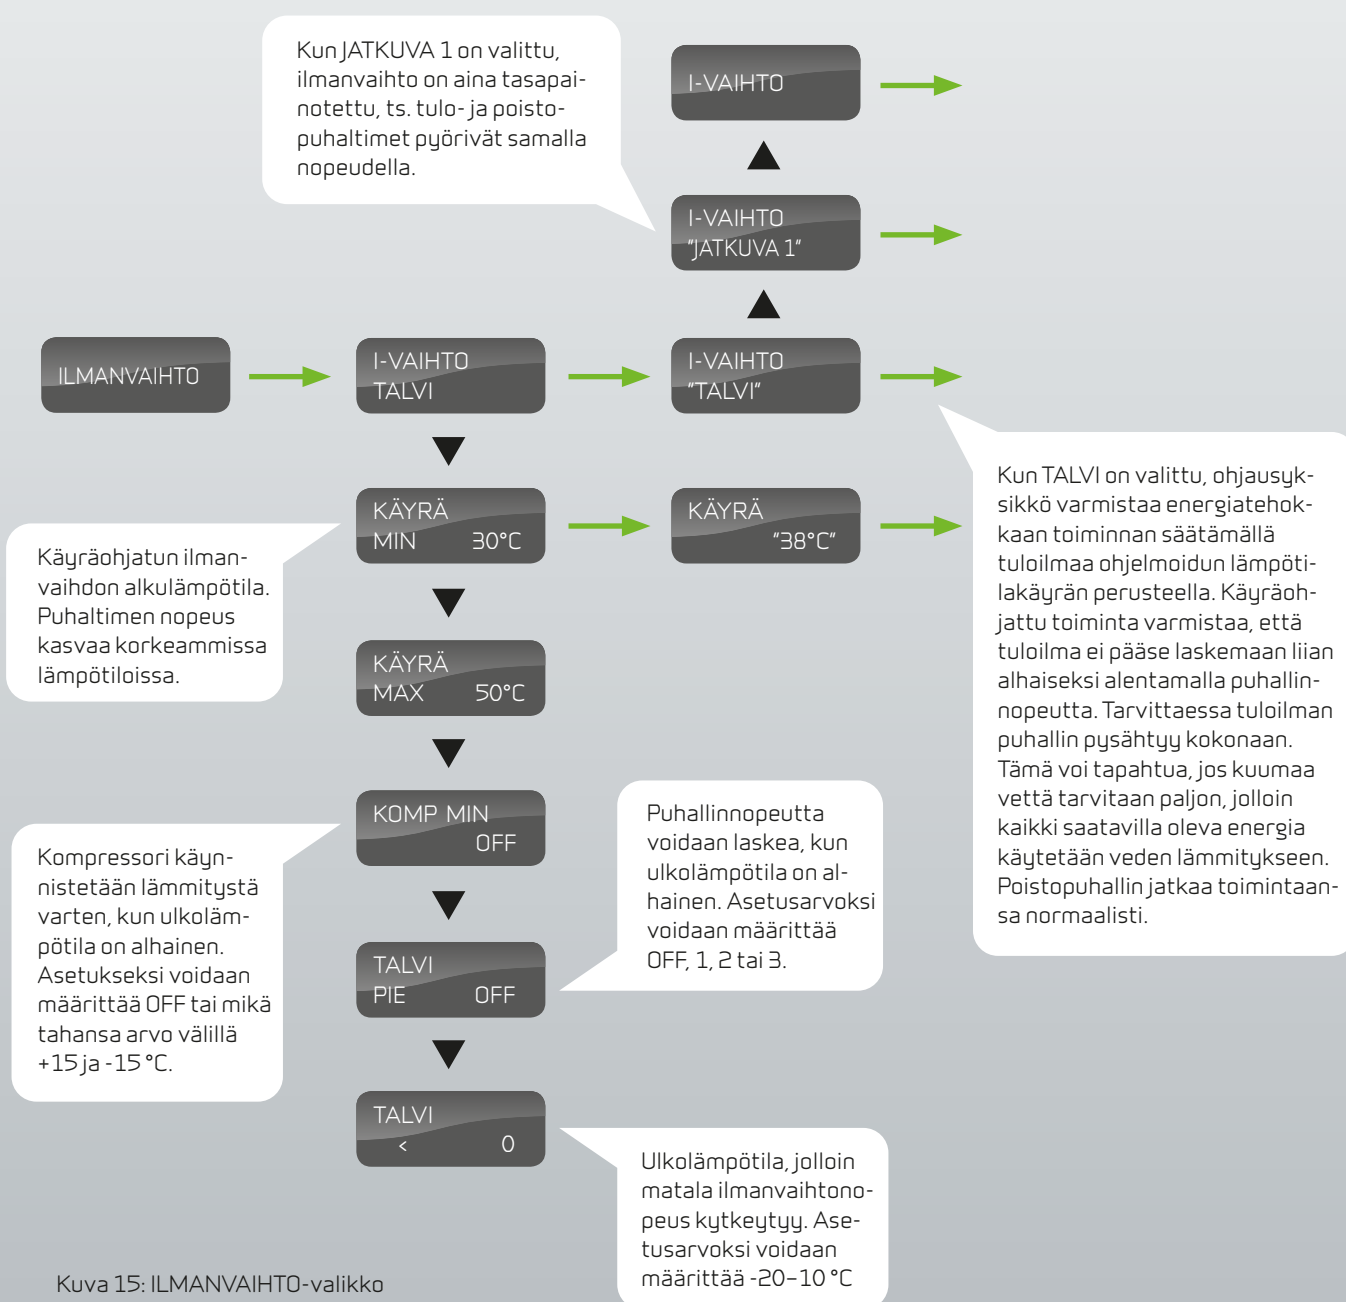 Kun JATKUVA 1 on valittu,
ilmanvaihto on aina tasapai-
notettu, ts. tulo- ja poisto-
puhaltimet pyörivät samalla
nopeudella.
I-VAIHTO
I-VAIHTO
"JATKUVA 1"
ILMANVAIHTO
I-VAIHTO
TALVI
I-VAIHTO
"TALVI"
Kun TALVI on valittu, ohjausyk-
sikkö varmistaa energiatehok-
kaan toiminnan säätämällä
tuloilmaa ohjelmoidun lämpöti-
lakäyrän perusteella. Käyräoh-
jattu toiminta varmistaa, että
tuloilma ei pääse laskemaan liian
alhaiseksi alentamalla puhallin-
nopeutta. Tarvittaessa tuloilman
puhallin pysähtyy kokonaan.
Tämä voi tapahtua, jos kuumaa
vettä tarvitaan paljon, jolloin
kaikki saatavilla oleva energia
käytetään veden lämmitykseen.
Poistopuhallin jatkaa toimintaan-
sa normaalisti.
KÄYRÄ
MIN 30°C
KÄYRÄ
"38°C"
Käyräohjatun ilman-
vaihdon alkulämpötila.
Puhaltimen nopeus
kasvaa korkeammissa
lämpötiloissa.
KÄYRÄ
MAX 50°C
KOMP MIN
OFF
Kompressori käyn-
nistetään lämmitystä
varten, kun ulkoläm-
pötila on alhainen.
Asetukseksi voidaan
määrittää OFF tai mikä
tahansa arvo välillä
+15 ja -15 °C.
Puhallinnopeutta
voidaan laskea, kun
ulkolämpötila on al-
hainen. Asetusarvoksi
voidaan määrittää
OFF, 1, 2 tai 3.
TALVI
PIE OFF
TALVI
< 0
Ulkolämpötila, jolloin
matala ilmanvaihtono-
peus kytkeytyy. Ase-
tusarvoksi voidaan
määrittää -20–10 °C
Kuva 15: ILMANVAIHTO-valikko